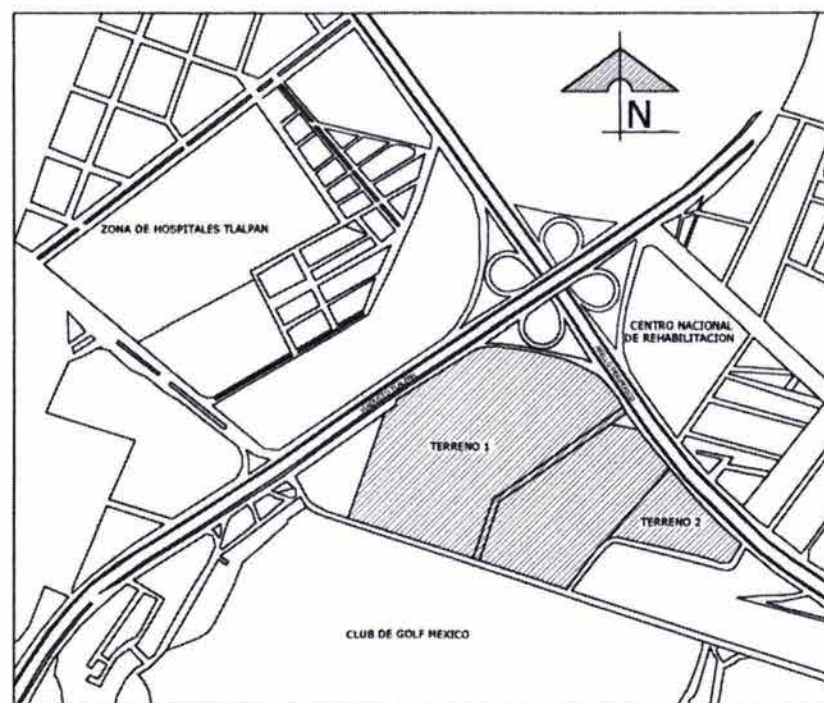 N
ZONA DE HOSPITALES TLALPAN
CENTRO NACIONAL
DE REHABILITACION
TERRENO 1
TERRENO 2
CLUB DE GOLF MEXICO